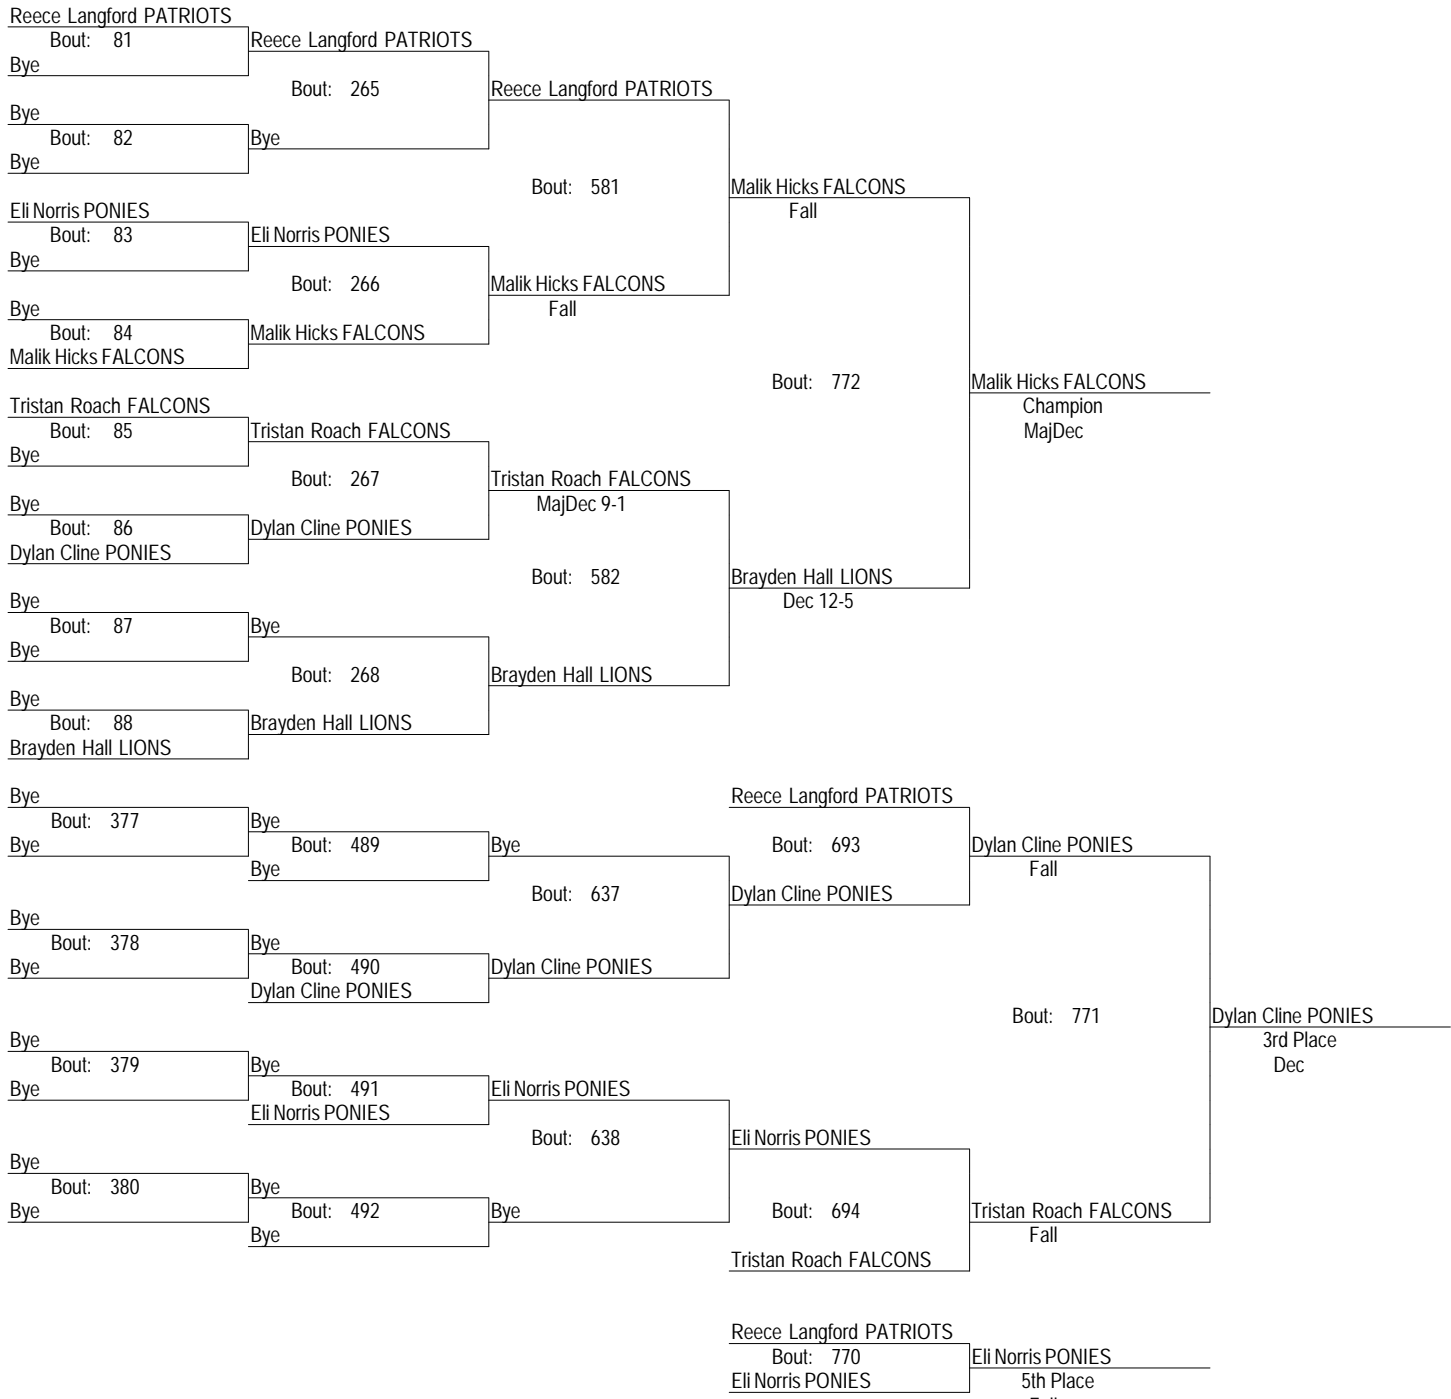 Reece Langford PATRIOTS
Bout: 81
Bye
Reece Langford PATRIOTS
Bout: 265
Bye
Bout: 82
Bye
Bye
Reece Langford PATRIOTS
Bout: 581
Eli Norris PONIES
Bout: 83
Bye
Eli Norris PONIES
Bout: 266
Bye
Bout: 84
Malik Hicks FALCONS
Malik Hicks FALCONS
Malik Hicks FALCONS
Fall
Malik Hicks FALCONS
Fall
Bout: 772
Tristan Roach FALCONS
Bout: 85
Bye
Tristan Roach FALCONS
Bout: 267
Bye
Bout: 86
Dylan Cline PONIES
Dylan Cline PONIES
Tristan Roach FALCONS
MajDec 9-1
Bout: 582
Bye
Bout: 87
Bye
Bye
Bout: 268
Bye
Bout: 88
Brayden Hall LIONS
Brayden Hall LIONS
Brayden Hall LIONS
Brayden Hall LIONS
Dec 12-5
Malik Hicks FALCONS
Champion
MajDec
Bye
Bout: 377
Bye
Bye
Bout: 489
Bye
Bye
Bout: 637
Bye
Bout: 378
Bye
Bye
Bout: 490
Dylan Cline PONIES
Dylan Cline PONIES
Reece Langford PATRIOTS
Bout: 693
Dylan Cline PONIES
Dylan Cline PONIES
Fall
Bout: 771
Bye
Bout: 379
Bye
Bye
Bout: 491
Eli Norris PONIES
Eli Norris PONIES
Bout: 638
Bye
Bout: 380
Bye
Bye
Bout: 492
Bye
Bye
Eli Norris PONIES
Bout: 694
Tristan Roach FALCONS
Tristan Roach FALCONS
Fall
Dylan Cline PONIES
3rd Place
Dec
Reece Langford PATRIOTS
Bout: 770
Eli Norris PONIES
Eli Norris PONIES
5th Place